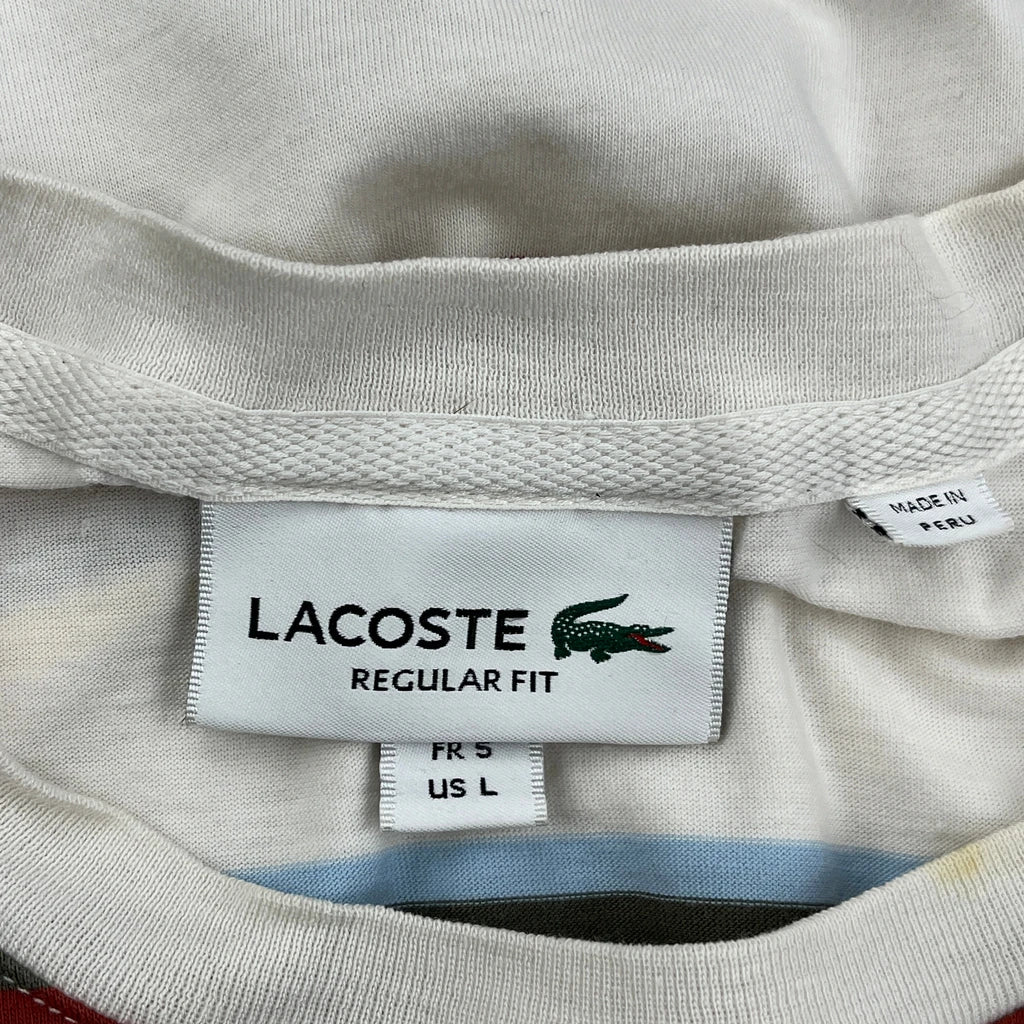 MADE IN
PERU
LACOSTE
REGULAR FIT
FR 5
US L